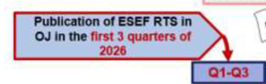 Publication of ESEF RTS in
OJ in the first 3 quarters of
2026
Q1-Q3